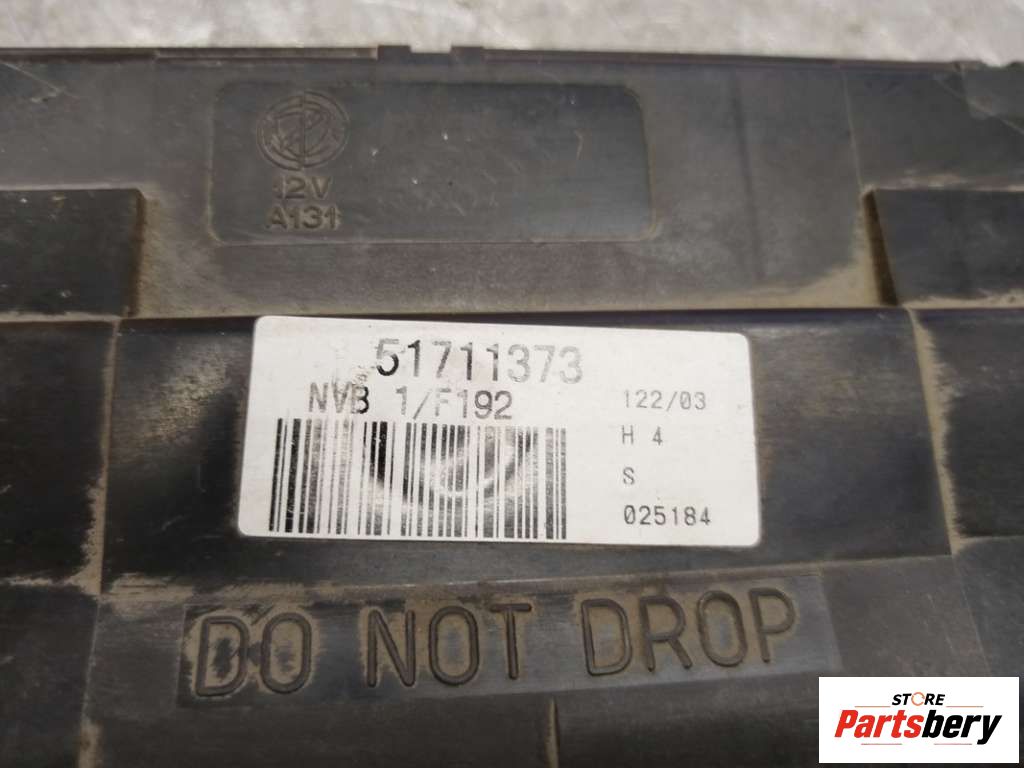 12V
A131
51711373
NVB 1/F192
122/03
H 4
S
025184
DO NOT DROP
STORE
Partsbery